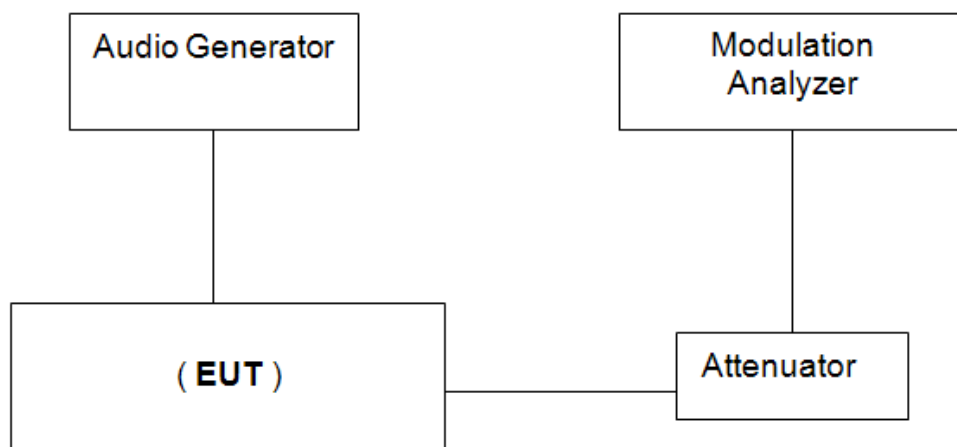 Audio Generator
Modulation
Analyzer
( EUT )
Attenuator